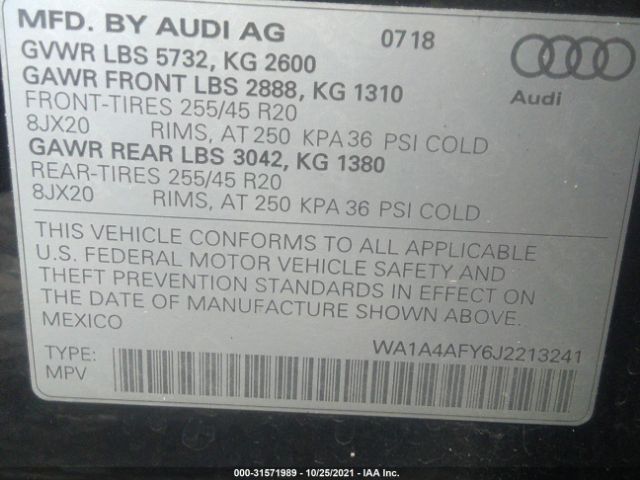 MFD. BY AUDI AG 0718
GVWR LBS 5732, KG 2600
GAWR FRONT LBS 2888, KG 1310
FRONT-TIRES 255/45 R20
8JX20 RIMS, AT 250 KPA 36 PSI COLD
GAWR REAR LBS 3042, KG 1380
REAR-TIRES 255/45 R20
8JX20 RIMS, AT 250 KPA 36 PSI COLD
Audi
THIS VEHICLE CONFORMS TO ALL APPLICABLE
U.S. FEDERAL MOTOR VEHICLE SAFETY AND
THEFT PREVENTION STANDARDS IN EFFECT ON
THE DATE OF MANUFACTURE SHOWN ABOVE.
MEXICO
WA1A4AFY6J2213241
TYPE:
MPV
000-31571989 - 10/25/2021 - IAA Inc.